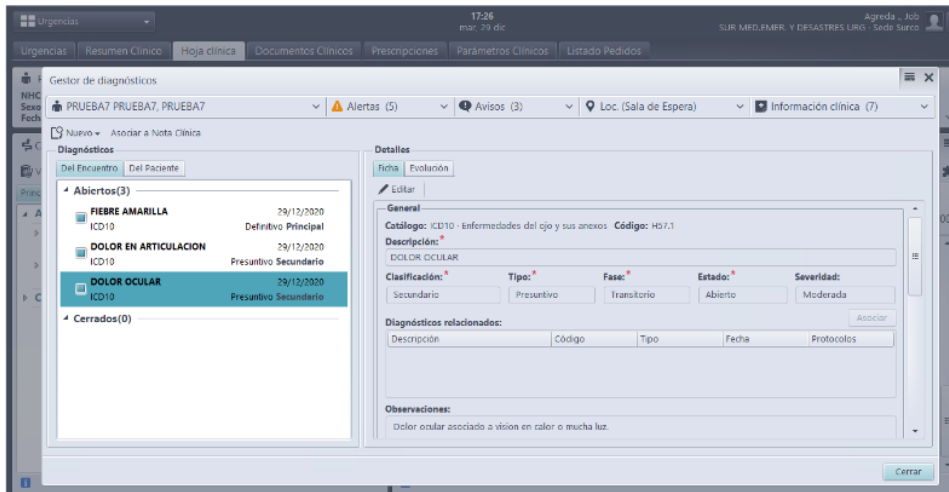 Urgencias
17:26
mar, 29 dic
Agreda ., Job
SUR MED.EMER. Y DESASTRES URG - Sede Surco
Urgencias Resumen Clínico Hoja clínica Documentos Clínicos Prescripciones Parámetros Clínicos Listado Pedidos
Gestor de diagnósticos
NHC
Sexo
Fech
PRUEBA7 PRUEBA7, PRUEBA7 Alertas (5) Avisos (3) Loc. (Sala de Espera) Información clínica (7)
Nuevo Asociar a Nota Clínica
Diagnósticos
Del Encuentro Del Paciente
Abiertos(3)
FIEBRE AMARILLA 29/12/2020
ICD10 Definitivo Principal
DOLOR EN ARTICULACION 29/12/2020
ICD10 Presuntivo Secundario
DOLOR OCULAR 29/12/2020
ICD10 Presuntivo Secundario
Cerrados(0)
Detalles
Ficha Evolución
Editar
General
Catálogo: ICD10 - Enfermedades del ojo y sus anexos Código: H57.1
Descripción:*
DOLOR OCULAR
Clasificación:* Tipo:* Fase:* Estado:* Severidad:
Secundario Presuntivo Transitorio Abierto Moderada
Asociar
Diagnósticos relacionados:
Descripción Código Tipo Fecha Protocolos
Observaciones:
Dolor ocular asociado a vision en calor o mucha luz.
Cerrar